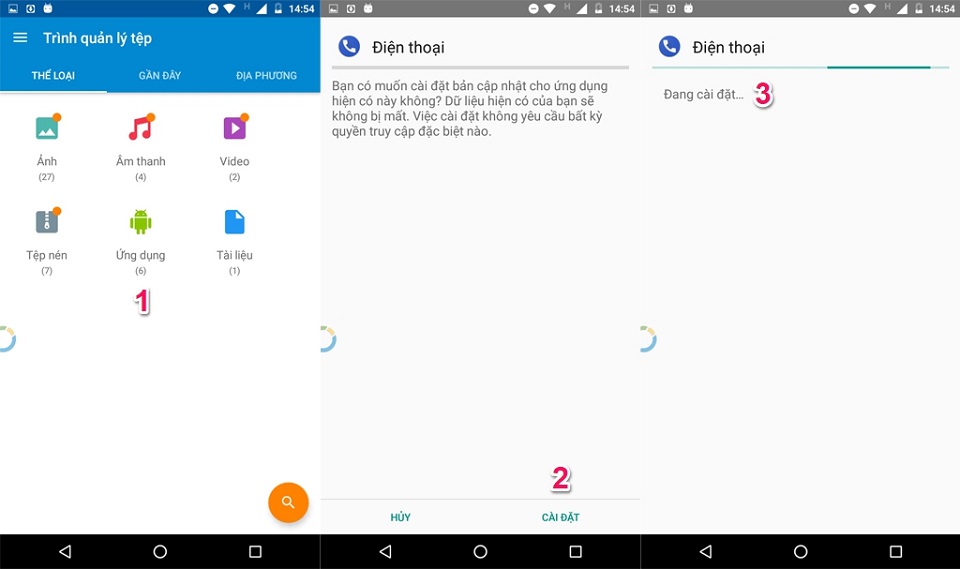 H 14:54
Trình quản lý tệp
THỂ LOẠI GẦN ĐÂY ĐỊA PHƯƠNG
Ảnh Âm thanh Video
(27) (4) (2)
Tệp nén Ứng dụng Tài liệu
(7) (6) (1)
1
H 14:54
Điện thoại
Bạn có muốn cài đặt bản cập nhật cho ứng dụng
hiện có này không? Dữ liệu hiện có của bạn sẽ
không bị mất. Việc cài đặt không yêu cầu bất kỳ
quyền truy cập đặc biệt nào.
2
HỦY CÀI ĐẶT
H 14:54
Điện thoại
Đang cài đặt... 3